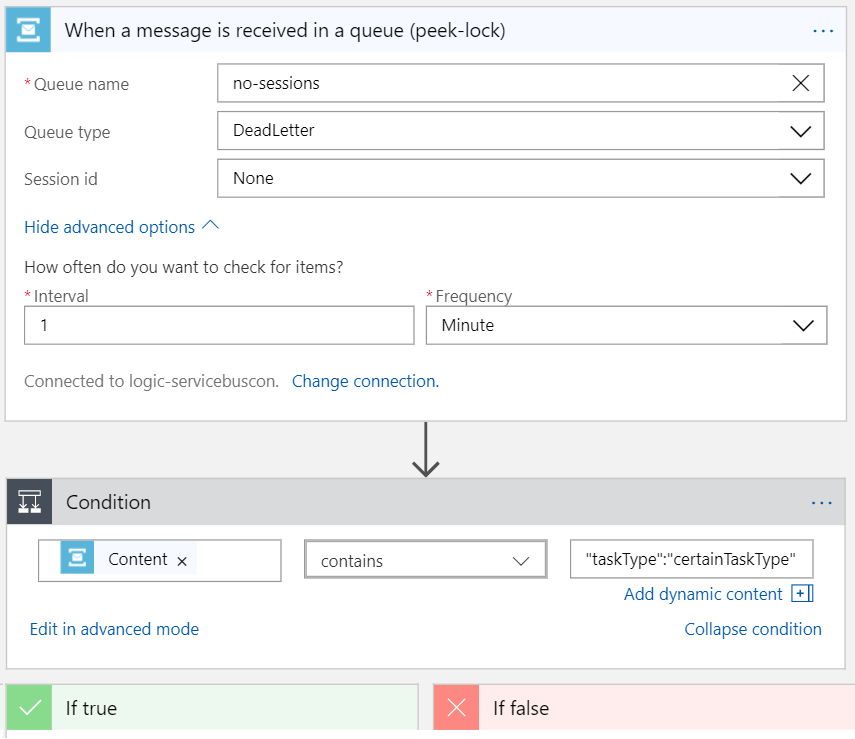 When a message is received in a queue (peek-lock) ...
* Queue name no-sessions
Queue type DeadLetter
Session id None
Hide advanced options
How often do you want to check for items?
* Interval * Frequency
1 Minute
Connected to logic-servicebuscon. Change connection.
Condition ...
Content × contains "taskType":"certainTaskType"
Add dynamic content
Edit in advanced mode Collapse condition
If true If false